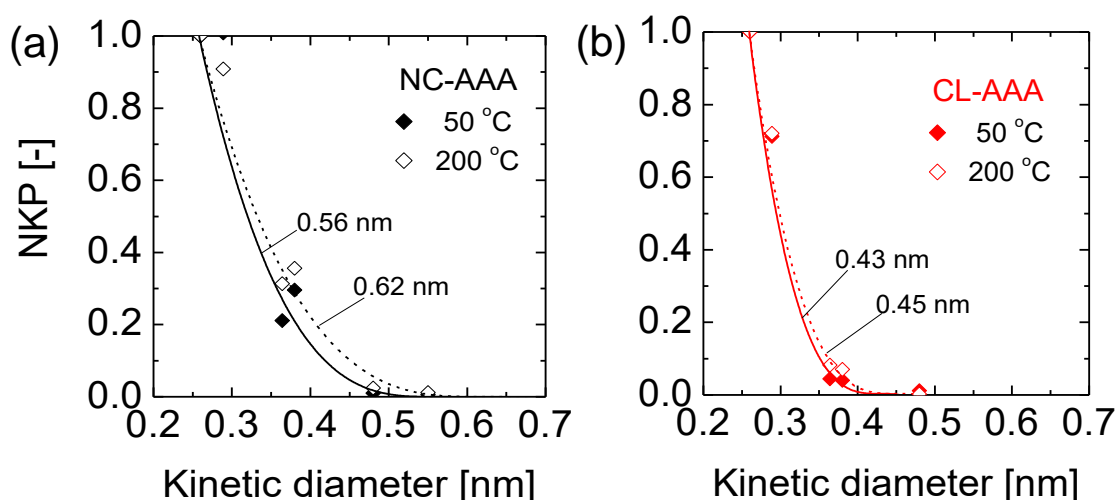 (a)
NKP [-]
1.0
0.8
0.6
0.4
0.2
0.0
NC-AAA
50 °C
200 °C
0.56 nm
0.62 nm
0.2 0.3 0.4 0.5 0.6 0.7
Kinetic diameter [nm]
(b)
1.0
0.8
0.6
0.4
0.2
0.0
CL-AAA
50 °C
200 °C
0.43 nm
0.45 nm
0.2 0.3 0.4 0.5 0.6 0.7
Kinetic diameter [nm]